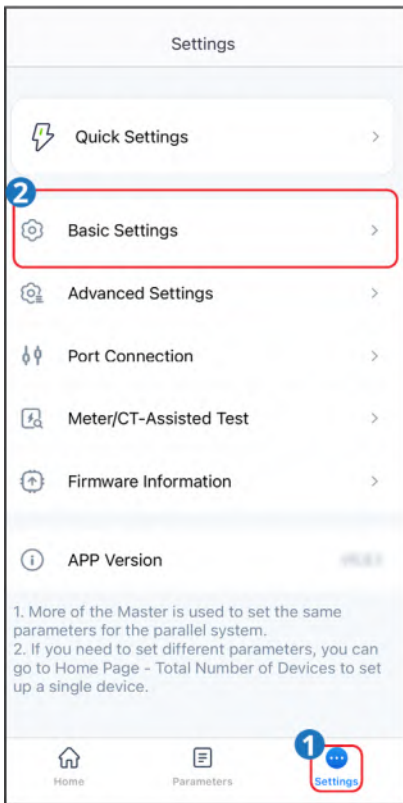 Settings
Quick Settings
2
Basic Settings
Advanced Settings
Port Connection
Meter/CT-Assisted Test
Firmware Information
APP Version
1. More of the Master is used to set the same
parameters for the parallel system.
2. If you need to set different parameters, you can
go to Home Page - Total Number of Devices to set
up a single device.
1
Home Parameters Settings